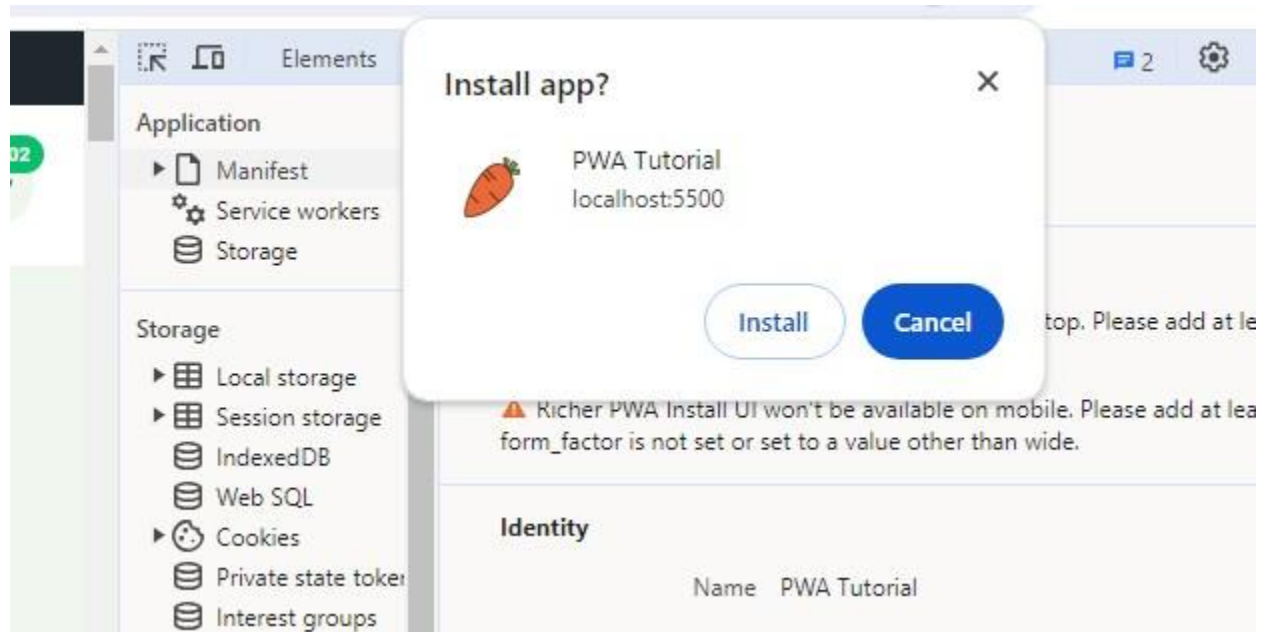 02
Elements
2
Application
Manifest
Service workers
Storage
Storage
Local storage
Session storage
IndexedDB
Web SQL
Cookies
Private state token
Interest groups
Install app?
PWA Tutorial
localhost:5500
Install
Cancel
top. Please add at le
Richer PWA Install UI won't be available on mobile. Please add at lea
form_factor is not set or set to a value other than wide.
Identity
Name PWA Tutorial